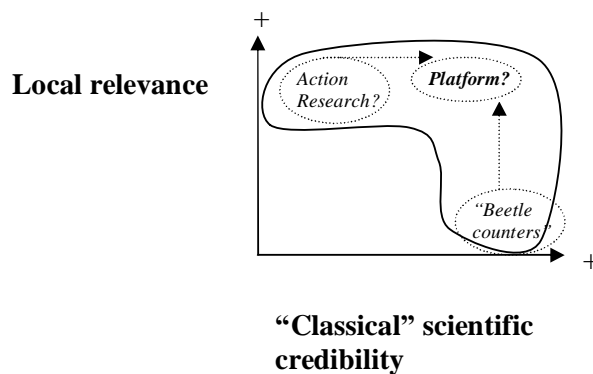 +
Local relevance
Action
Research?
Platform?
“Beetle
counters”
+
“Classical” scientific
credibility